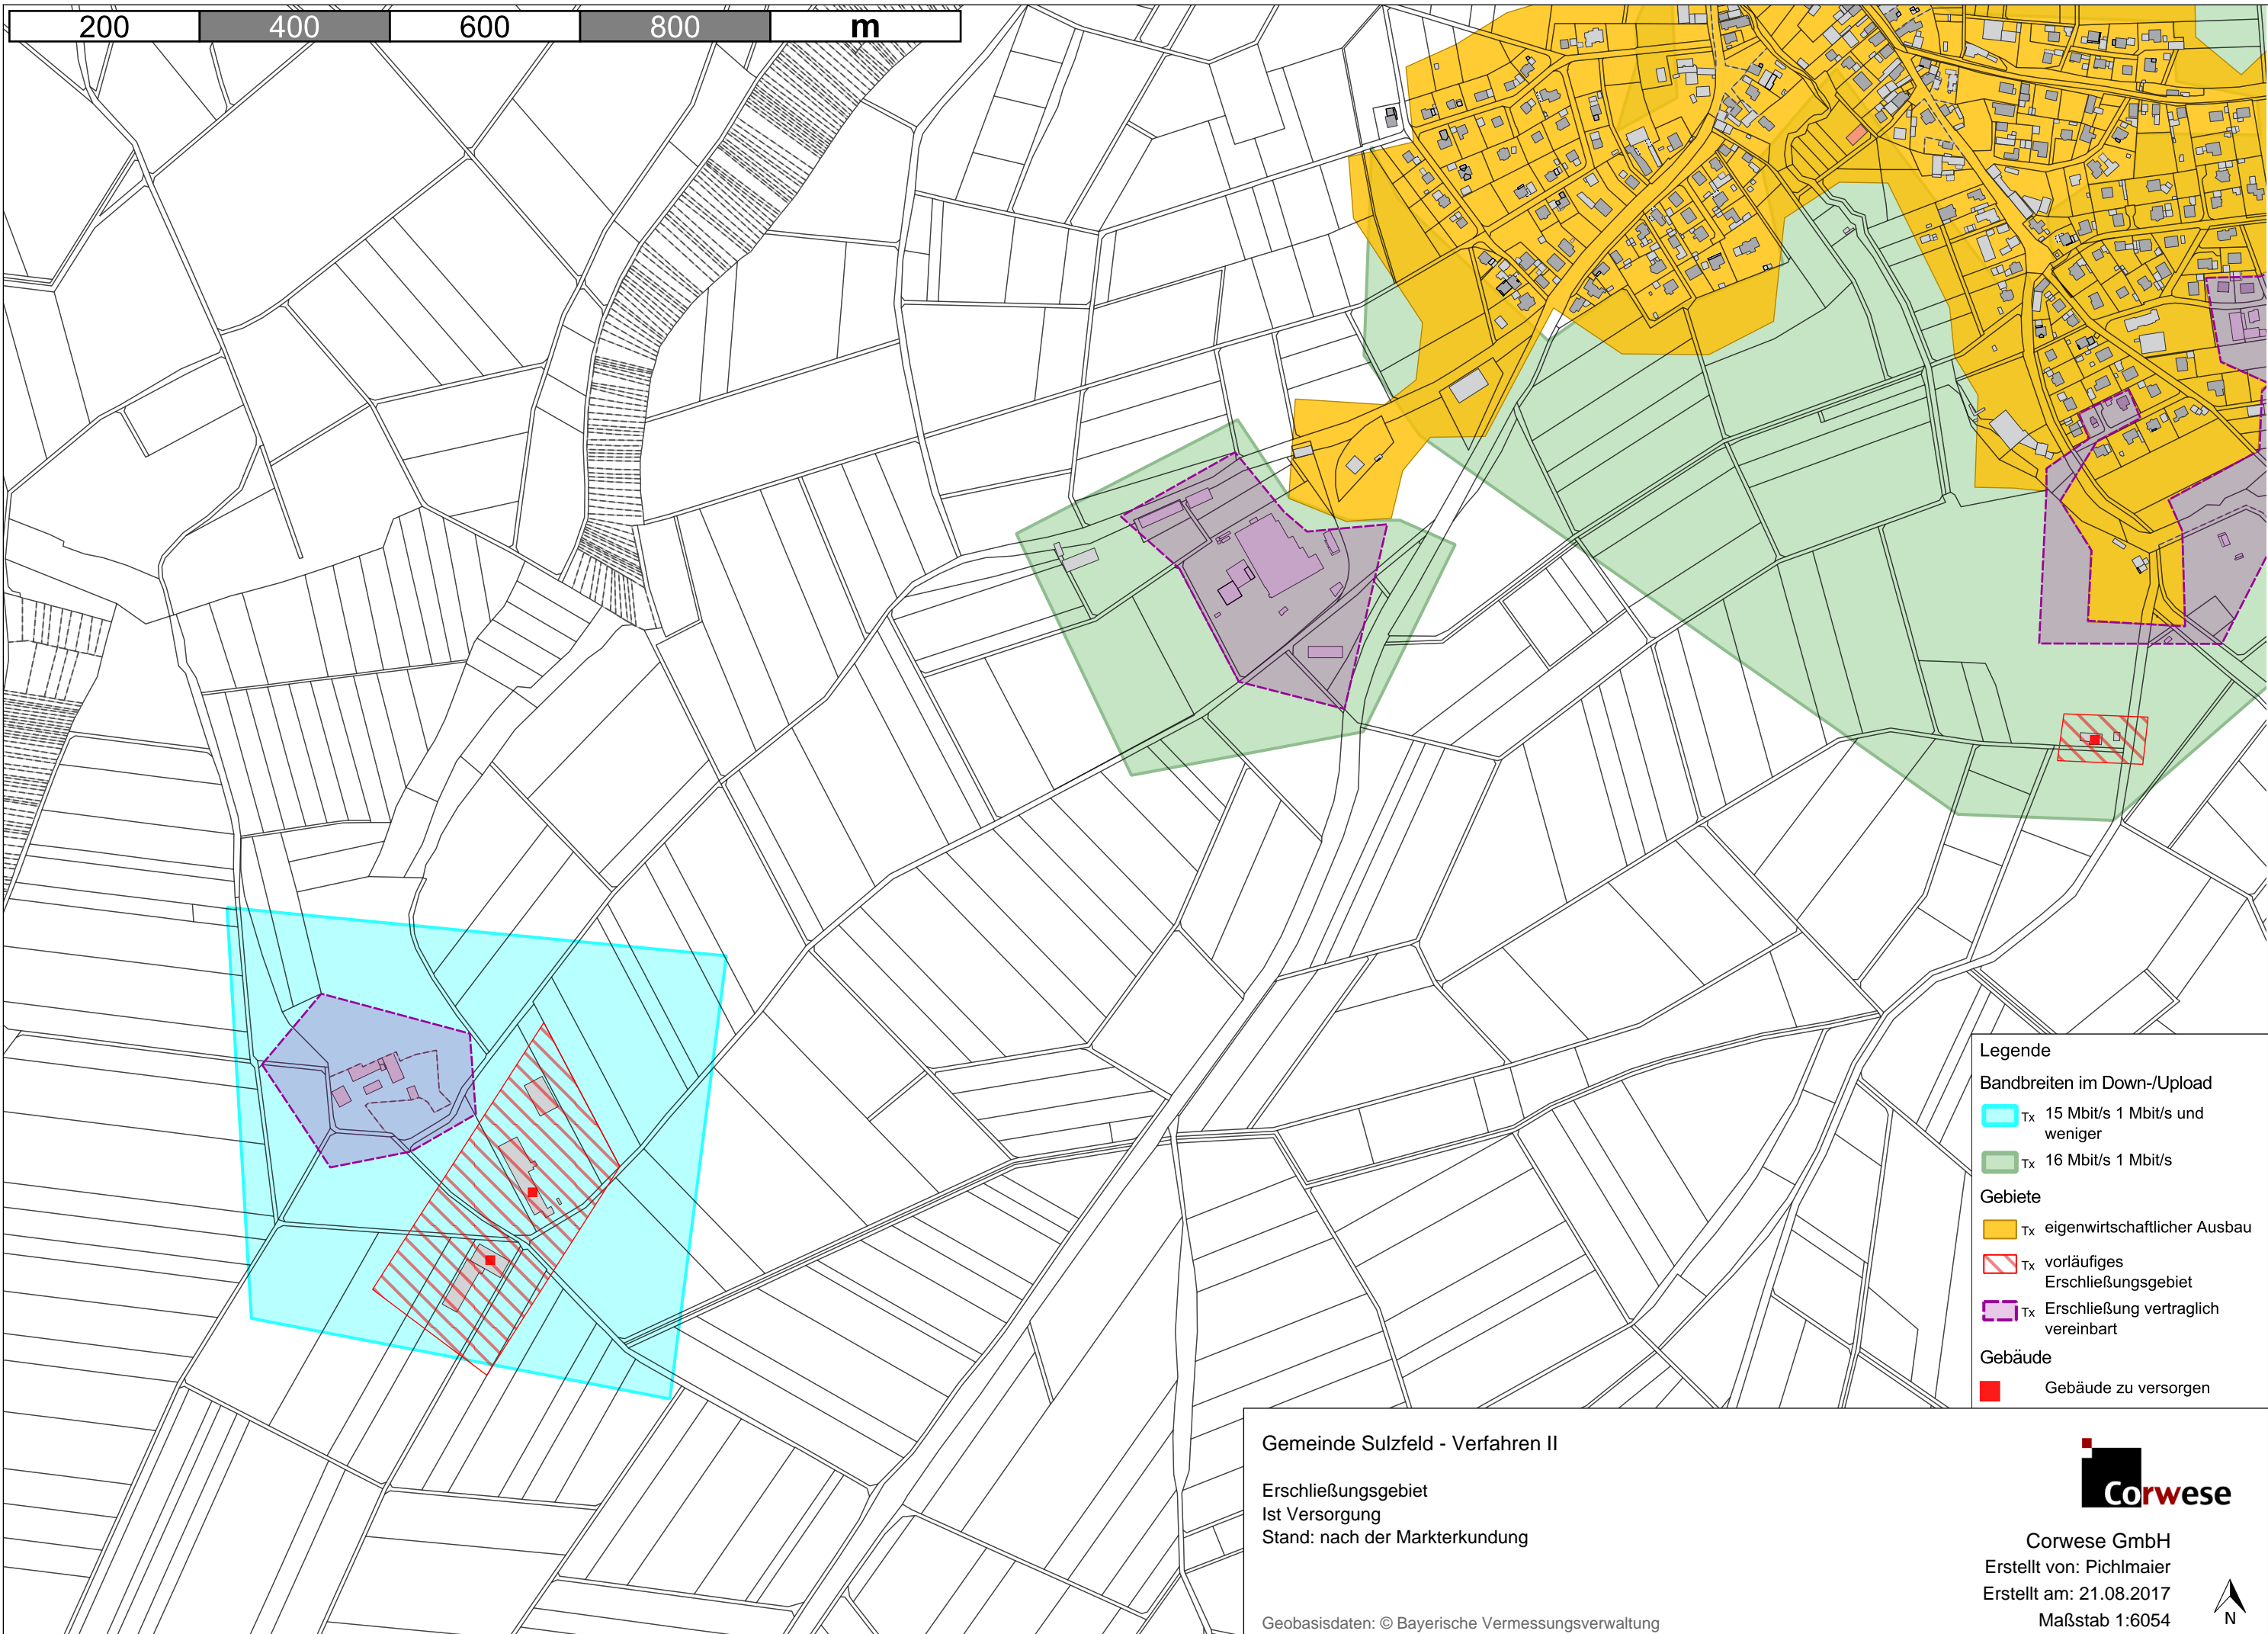 200 400 600 800 m
Legende
Bandbreiten im Down-/Upload
Tx 15 Mbit/s 1 Mbit/s und
weniger
Tx 16 Mbit/s 1 Mbit/s
Gebiete
Tx eigenwirtschaftlicher Ausbau
Tx vorläufiges
Erschließungsgebiet
Tx Erschließung vertraglich
vereinbart
Gebäude
Gebäude zu versorgen
Gemeinde Sulzfeld - Verfahren II
Erschließungsgebiet
Ist Versorgung
Stand: nach der Markterkundung
Geobasisdaten: © Bayerische Vermessungsverwaltung
Corwese
Corwese GmbH
Erstellt von: Pichlmaier
Erstellt am: 21.08.2017
Maßstab 1:6054
N